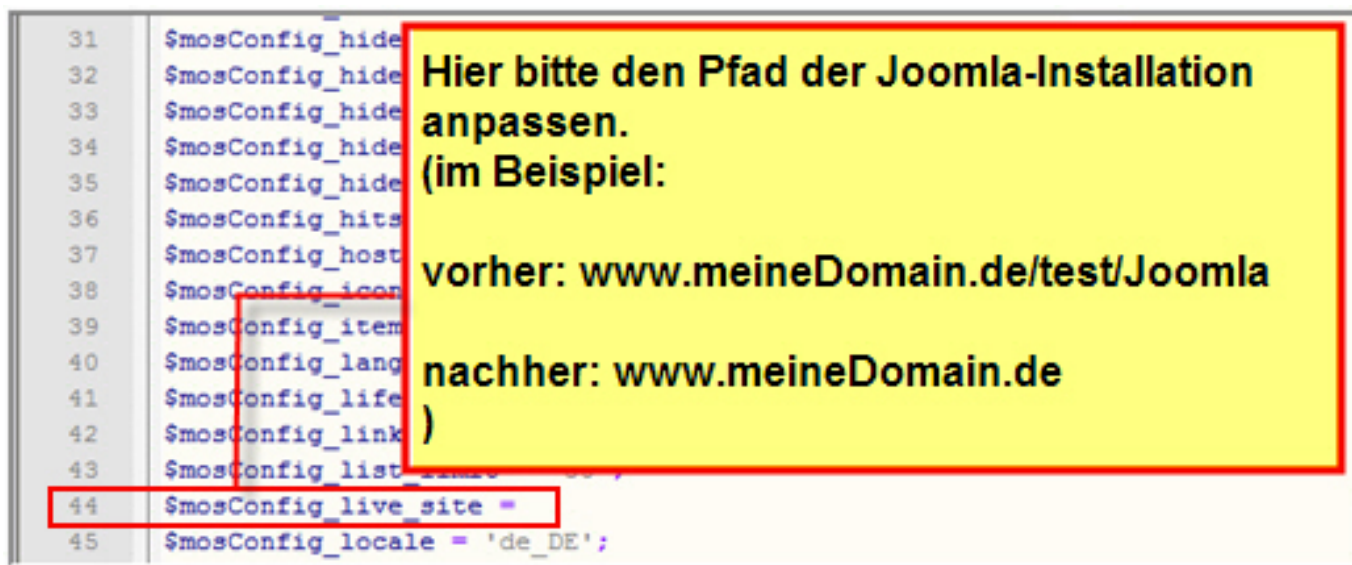 31 $mosConfig_hide
32 $mosConfig_hide
33 $mosConfig_hide
34 $mosConfig_hide
35 $mosConfig_hide
36 $mosConfig_hits
37 $mosConfig_host
38 $mosConfig_icon
39 $mosConfig_item
40 $mosConfig_lang
41 $mosConfig_life
42 $mosConfig_link
43 $mosConfig_list_limit
44 $mosConfig_live_site =
45 $mosConfig_locale = 'de_DE';
Hier bitte den Pfad der Joomla-Installation
anpassen.
(im Beispiel:
vorher: www.meineDomain.de/test/Joomla
nachher: www.meineDomain.de
)